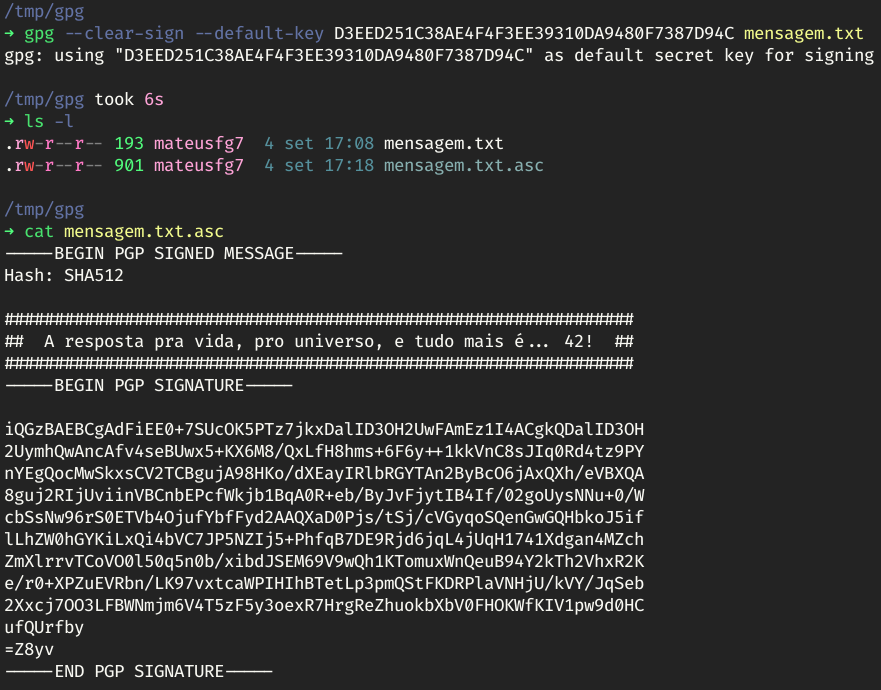 /tmp/gpg
→ gpg --clear-sign --default-key D3EED251C38AE4F4F3EE39310DA9480F7387D94C mensagem.txt
gpg: using "D3EED251C38AE4F4F3EE39310DA9480F7387D94C" as default secret key for signing

/tmp/gpg took 6s
→ ls -l
.rw-r--r-- 193 mateusfg7  4 set 17:08 mensagem.txt
.rw-r--r-- 901 mateusfg7  4 set 17:18 mensagem.txt.asc

/tmp/gpg
→ cat mensagem.txt.asc
-----BEGIN PGP SIGNED MESSAGE-----
Hash: SHA512

###############################################################
##  A resposta pra vida, pro universo, e tudo mais é... 42!  ##
###############################################################
-----BEGIN PGP SIGNATURE-----

iQGzBAEBCgAdFiEE0+7SUcOK5PTz7jkxDalID3OH2UwFAmEz1I4ACgkQDalID3OH
2UymhQwAncAfv4seBUwx5+KX6M8/QxLfH8hms+6F6y++1kkVnC8sJIq0Rd4tz9PY
nYEgQocMwSkxsCV2TCBgujA98HKo/dXEayIRlbRGYTAn2ByBcO6jAxQXh/eVBXQA
8guj2RIjUviinVBCnbEPcfWkjb1BqA0R+eb/ByJvFjytIB4If/02goUysNNu+0/W
cbSsNw96rS0ETVb4OjufYbfFyd2AAQXaD0Pjs/tSj/cVGyqoSQenGwGQHbkoJ5if
lLhZW0hGYKiLxQi4bVC7JP5NZIj5+PhfqB7DE9Rjd6jqL4jUqH1741Xdgan4MZch
ZmXlrrvTCoVO0l50q5n0b/xibdJSEM69V9wQh1KTomuxWnQeuB94Y2kTh2VhxR2K
e/r0+XPZuEVRbn/LK97vxtcaWPIHIhBTetLp3pmQStFKDRPlaVNHjU/kVY/JqSeb
2Xxcj7OO3LFBWNmjm6V4T5zF5y3oexR7HrgReZhuokbXbV0FHOKWfKIV1pw9d0HC
ufQUrfby
=Z8yv
-----END PGP SIGNATURE-----